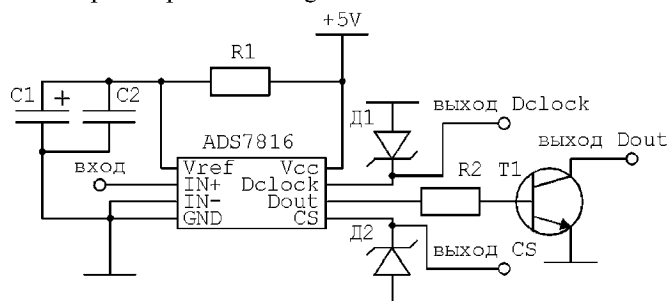 +5V
R1
C1 + C2
Д1
выход Dclock
ADS7816
выход Dout
вход
Vref Vcc
R2 T1
IN+ Dclock
IN- Dout
GND CS
Д2
выход CS